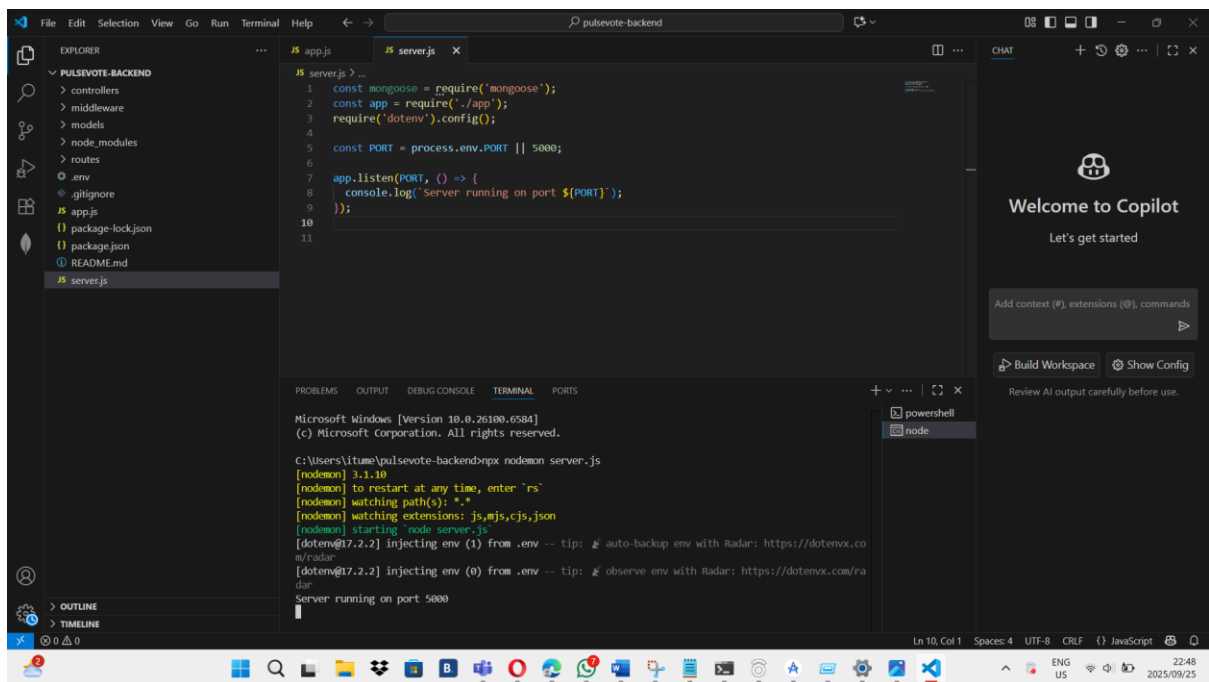 File Edit Selection View Go Run Terminal Help
pulsevote-backend
EXPLORER
PULSEVOTE-BACKEND
controllers
middleware
models
node_modules
routes
.env
.gitignore
JS app.js
{} package-lock.json
{} package.json
README.md
JS server.js
OUTLINE
TIMELINE
JS app.js JS server.js
JS server.js > ...
1 const mongoose = require('mongoose');
2 const app = require('./app');
3 require('dotenv').config();
4
5 const PORT = process.env.PORT || 5000;
6
7 app.listen(PORT, () => {
8 console.log(`Server running on port ${PORT}`);
9 });
10
11
PROBLEMS OUTPUT DEBUG CONSOLE TERMINAL PORTS
Microsoft Windows [Version 10.0.26100.6584]
(c) Microsoft Corporation. All rights reserved.
C:\Users\itume\pulsevote-backend>npx nodemon server.js
[nodemon] 3.1.10
[nodemon] to restart at any time, enter `rs`
[nodemon] watching path(s): *.*
[nodemon] watching extensions: js,mjs,cjs,json
[nodemon] starting `node server.js`
[dotenv@17.2.2] injecting env (1) from .env -- tip: auto-backup env with Radar: https://dotenvx.co
m/radar
[dotenv@17.2.2] injecting env (0) from .env -- tip: observe env with Radar: https://dotenvx.com/ra
dar
Server running on port 5000
powershell
node
CHAT
Welcome to Copilot
Let's get started
Add context (#), extensions (@), commands
Build Workspace Show Config
Review AI output carefully before use.
0 0 Ln 10, Col 1 Spaces: 4 UTF-8 CRLF {} JavaScript
ENG
US
22:48
2025/09/25